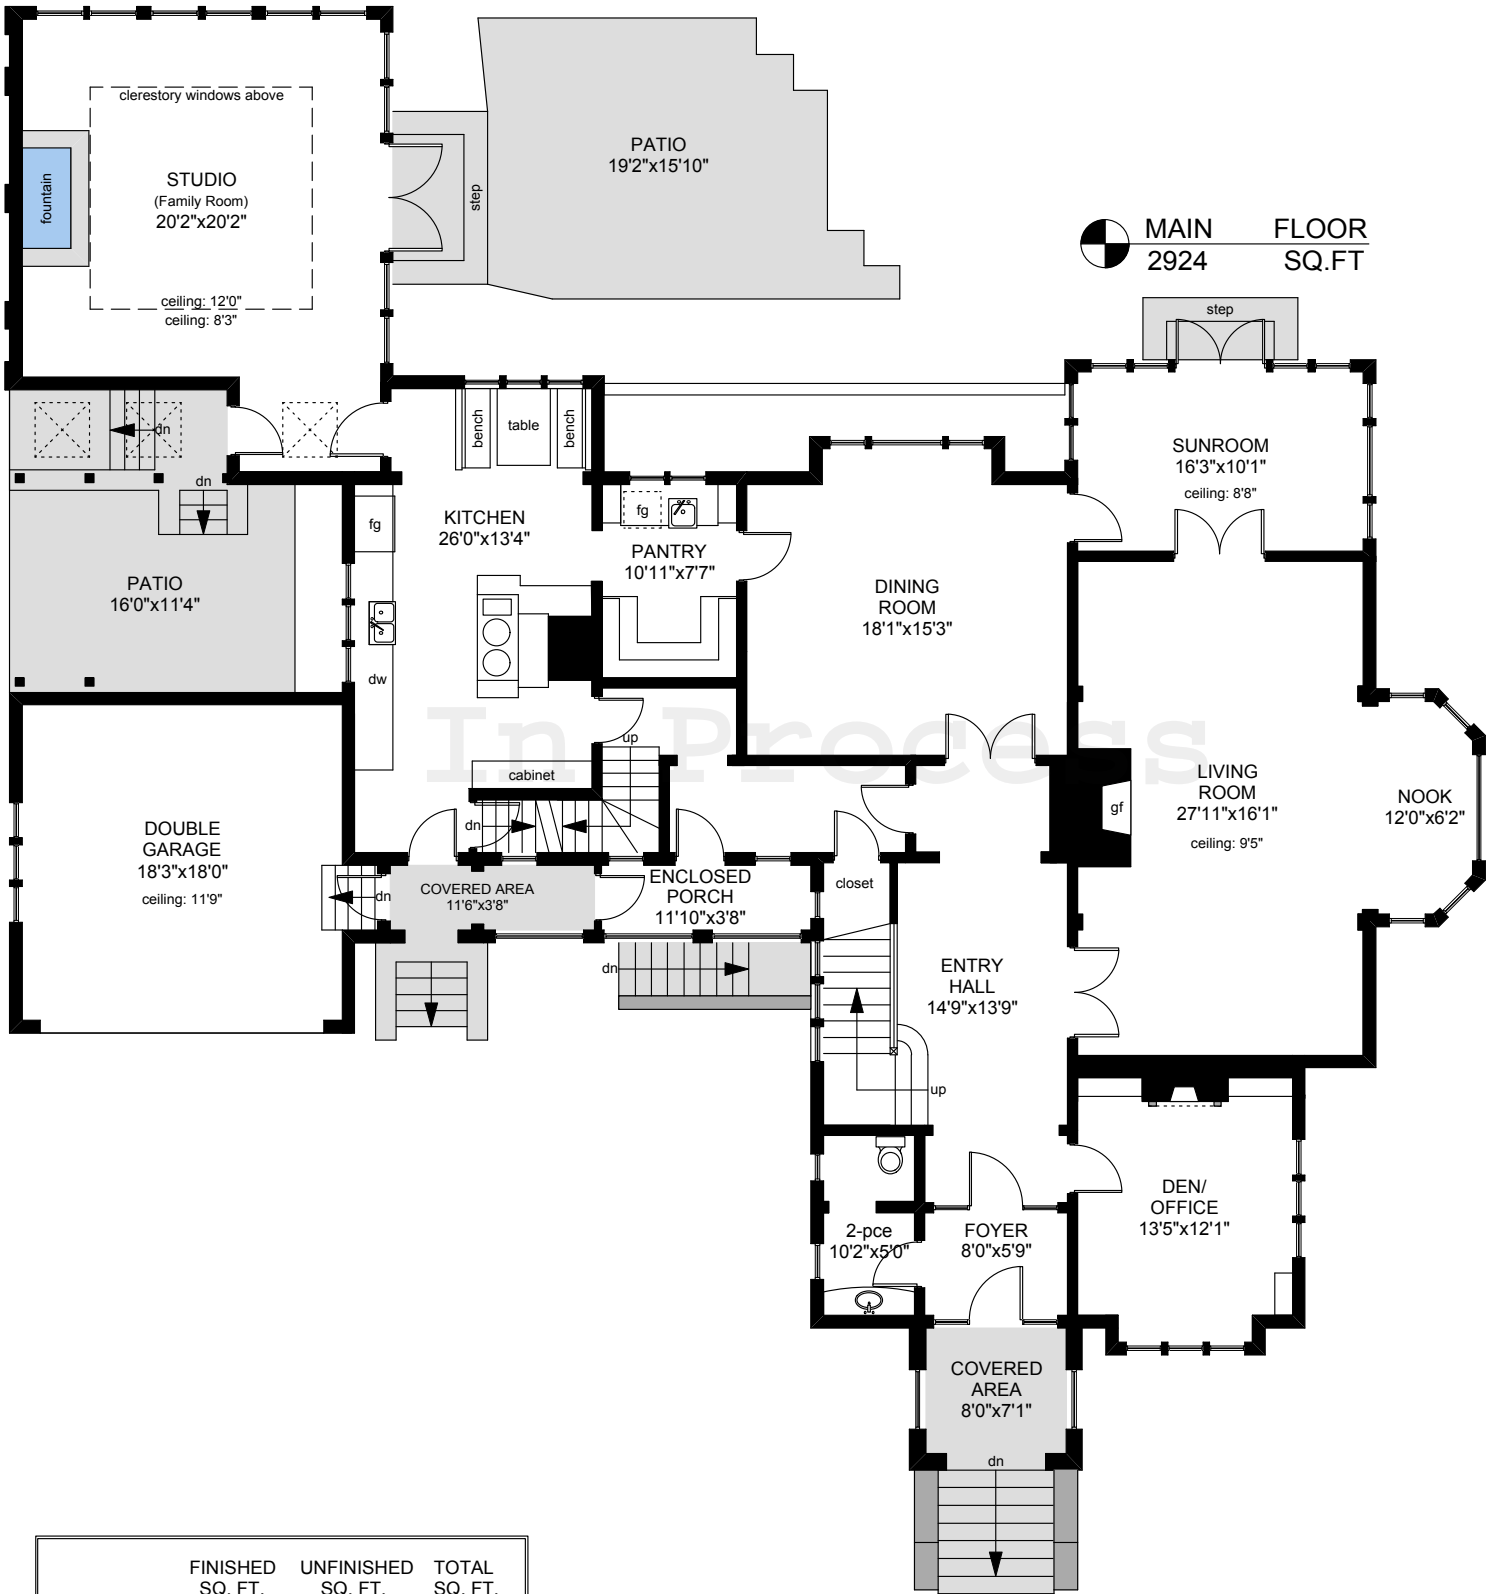 clerestory windows above
STUDIO
(Family Room)
20'2"x20'2"
fountain
ceiling: 12'0"
ceiling: 8'3"
step
PATIO
19'2"x15'10"
MAIN FLOOR
2924 SQ.FT
step
SUNROOM
16'3"x10'1"
ceiling: 8'8"
bench
table
bench
dn
dn
fg
KITCHEN
26'0"x13'4"
fg
PANTRY
10'11"x7'7"
PATIO
16'0"x11'4"
dw
DINING
ROOM
18'1"x15'3"
In Process
up
cabinet
dn
LIVING
ROOM
27'11"x16'1"
ceiling: 9'5"
gf
NOOK
12'0"x6'2"
DOUBLE
GARAGE
18'3"x18'0"
ceiling: 11'9"
dn
COVERED AREA
11'6"x3'8"
ENCLOSED
PORCH
11'10"x3'8"
closet
dn
ENTRY
HALL
14'9"x13'9"
up
2-pce
10'2"x5'0"
FOYER
8'0"x5'9"
DEN/
OFFICE
13'5"x12'1"
COVERED
AREA
8'0"x7'1"
dn
FINISHED UNFINISHED TOTAL
SQ. FT. SQ. FT. SQ. FT.